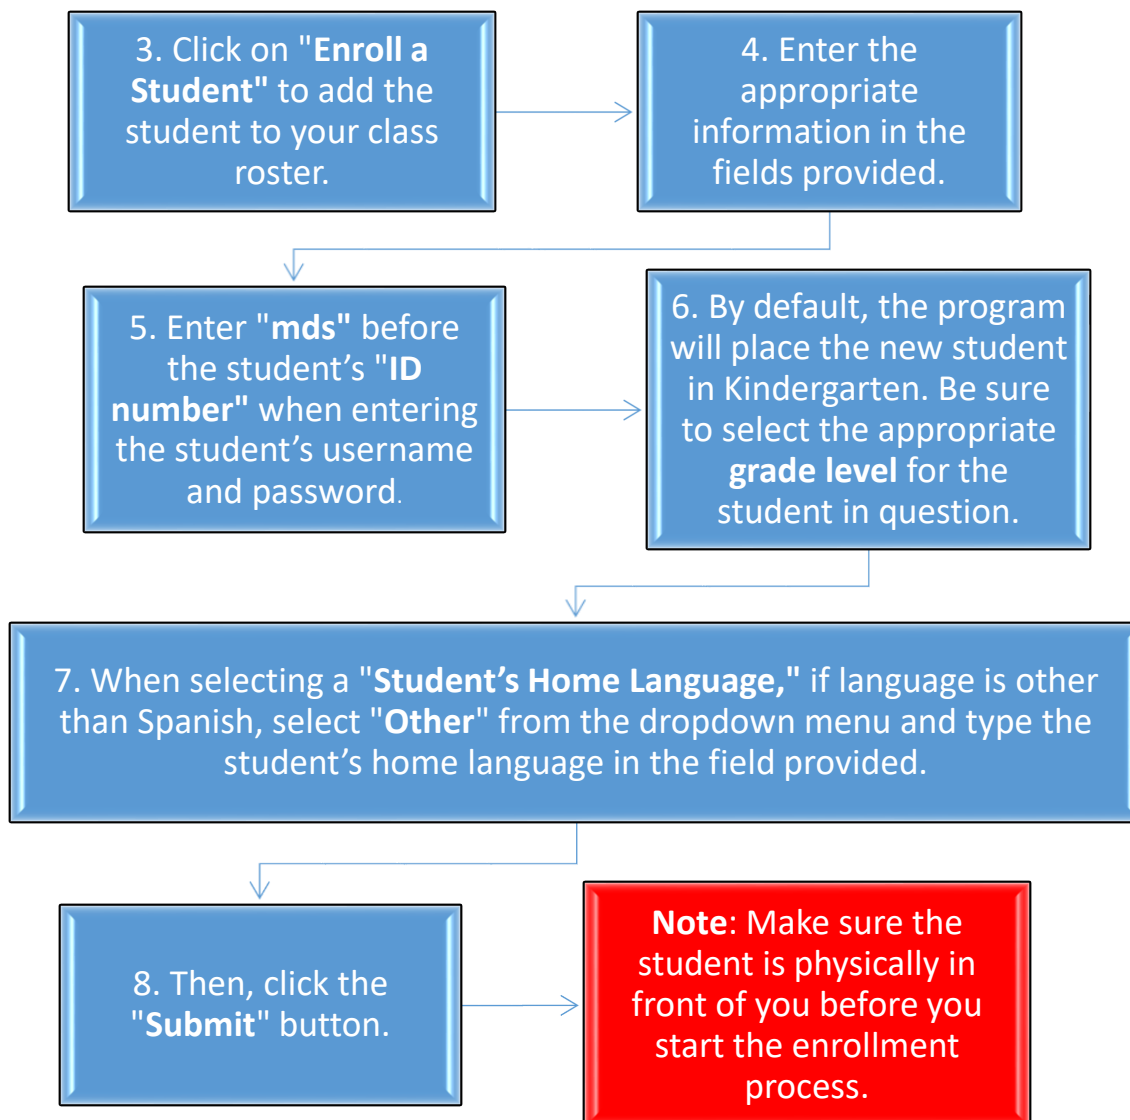 3. Click on "Enroll a
Student" to add the
student to your class
roster.
4. Enter the
appropriate
information in the
fields provided.
5. Enter "mds" before
the student’s "ID
number" when entering
the student’s username
and password.
6. By default, the program
will place the new student
in Kindergarten. Be sure
to select the appropriate
grade level for the
student in question.
7. When selecting a "Student’s Home Language," if language is other
than Spanish, select "Other" from the dropdown menu and type the
student’s home language in the field provided.
8. Then, click the
"Submit" button.
Note: Make sure the
student is physically in
front of you before you
start the enrollment
process.